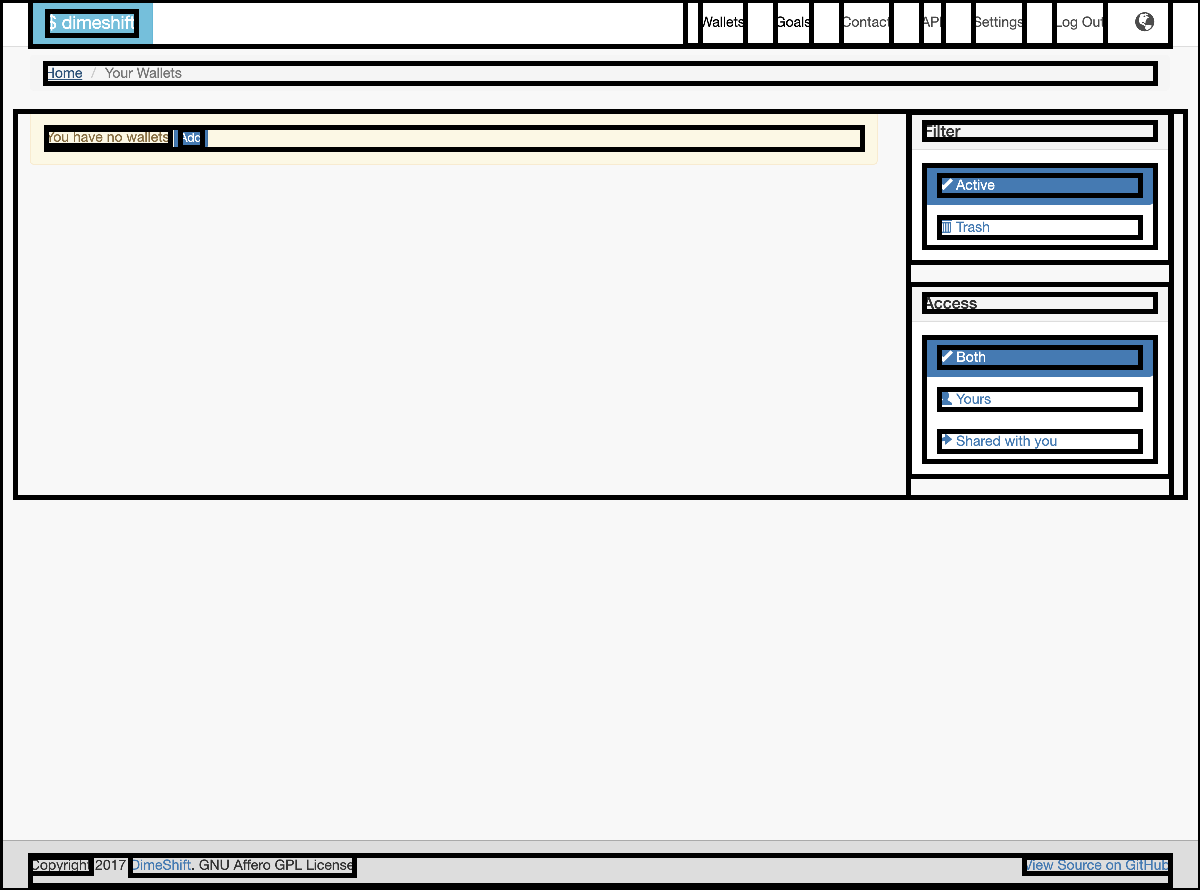 $ dimeshift Wallets Goals Contact API Settings Log Out
Home / Your Wallets
You have no wallets Add
Filter
Active
Trash
Access
Both
Yours
Shared with you
Copyright 2017 DimeShift. GNU Affero GPL License View Source on GitHub